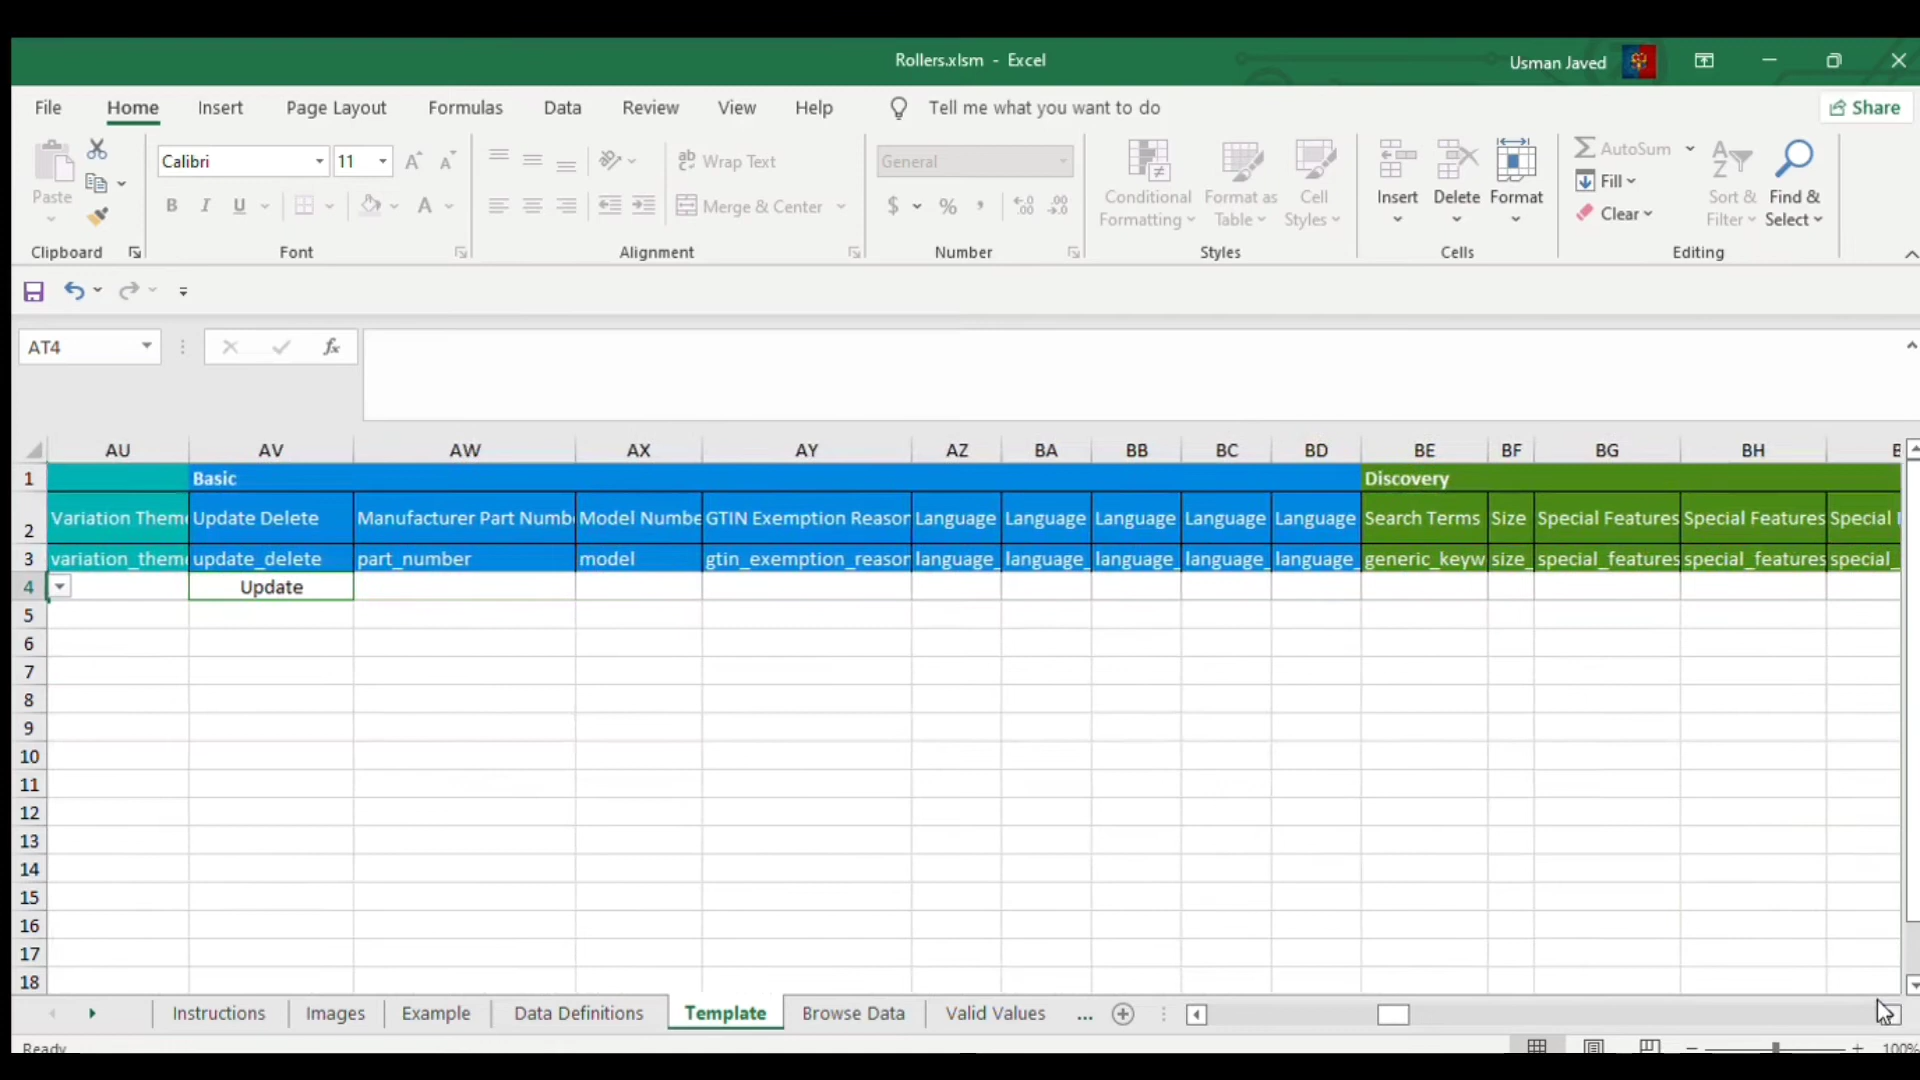 Rollers.xlsm - Excel
Usman Javed
File Home Insert Page Layout Formulas Data Review View Help Tell me what you want to do Share
Paste
Clipboard
Calibri 11
B I U A
Font
ab Wrap Text
Merge & Center
Alignment
General
$ % ,
Number
Conditional Formatting
Format as Table
Cell Styles
Styles
Insert Delete Format
Cells
AutoSum
Fill
Clear
Sort & Filter
Find & Select
Editing
AT4 fx
AU AV AW AX AY AZ BA BB BC BD BE BF BG BH
1 Basic Discovery
2 Variation Theme Update Delete Manufacturer Part Numb Model Numbe GTIN Exemption Reason Language Language Language Language Language Search Terms Size Special Features Special Features Special
3 variation_theme update_delete part_number model gtin_exemption_reason language_ language_ language_ language_ language_ generic_keyw size_ special_features special_features special_
4 Update
5
6
7
8
9
10
11
12
13
14
15
16
17
18
Instructions Images Example Data Definitions Template Browse Data Valid Values ...
Ready 100%